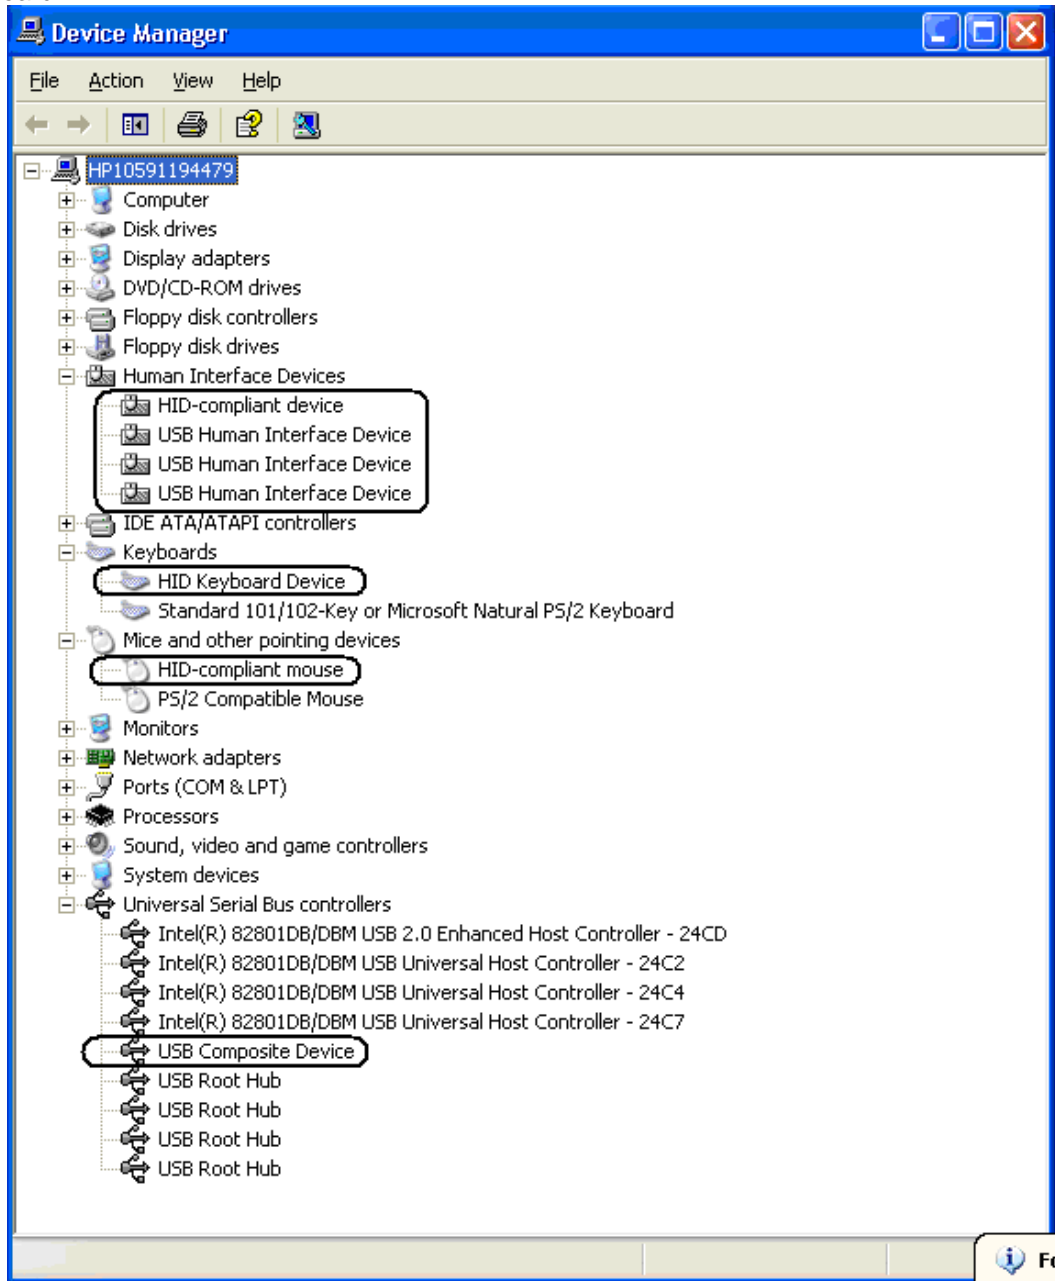 Device Manager
File Action View Help
HP10591194479
Computer
Disk drives
Display adapters
DVD/CD-ROM drives
Floppy disk controllers
Floppy disk drives
Human Interface Devices
HID-compliant device
USB Human Interface Device
USB Human Interface Device
USB Human Interface Device
IDE ATA/ATAPI controllers
Keyboards
HID Keyboard Device
Standard 101/102-Key or Microsoft Natural PS/2 Keyboard
Mice and other pointing devices
HID-compliant mouse
PS/2 Compatible Mouse
Monitors
Network adapters
Ports (COM & LPT)
Processors
Sound, video and game controllers
System devices
Universal Serial Bus controllers
Intel(R) 82801DB/DBM USB 2.0 Enhanced Host Controller - 24CD
Intel(R) 82801DB/DBM USB Universal Host Controller - 24C2
Intel(R) 82801DB/DBM USB Universal Host Controller - 24C4
Intel(R) 82801DB/DBM USB Universal Host Controller - 24C7
USB Composite Device
USB Root Hub
USB Root Hub
USB Root Hub
USB Root Hub